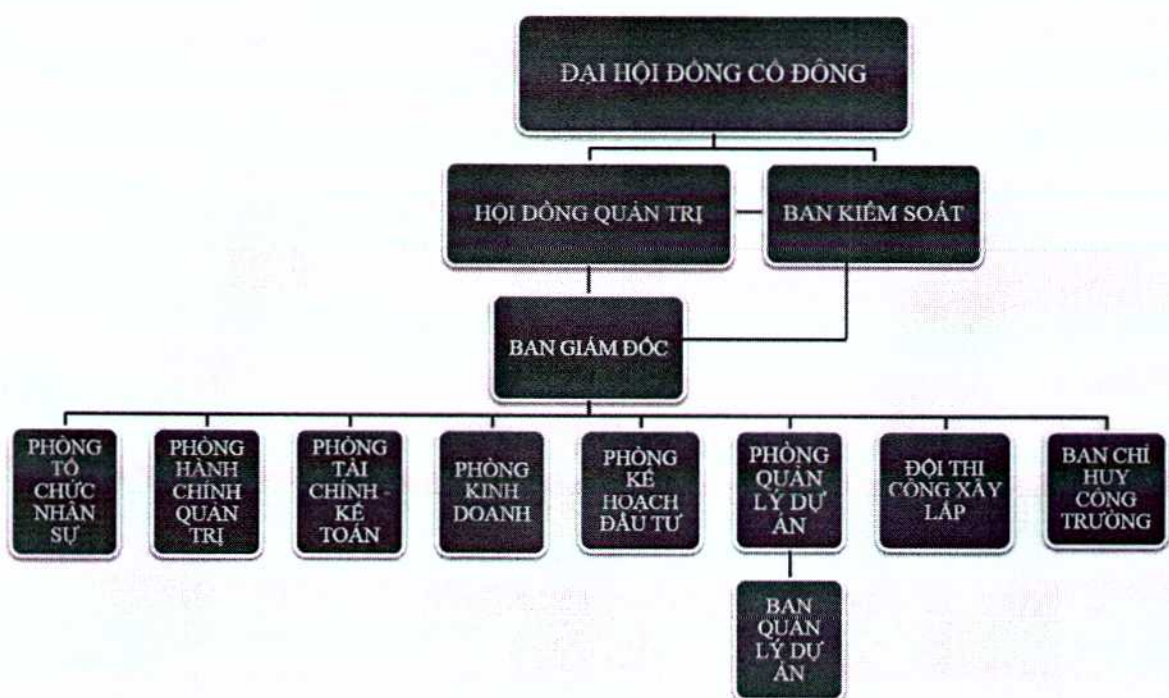 ĐẠI HỘI ĐỒNG CỔ ĐÔNG
HỘI ĐỒNG QUẢN TRỊ
BAN KIỂM SOÁT
BAN GIÁM ĐỐC
PHÒNG
TỔ
CHỨC
NHÂN
SỰ
PHÒNG
HÀNH
CHÍNH
QUẢN
TRỊ
PHÒNG
TÀI
CHÍNH -
KẾ
TOÁN
PHÒNG
KINH
DOANH
PHÒNG
KẾ
HOẠCH
ĐẦU TƯ
PHÒNG
QUẢN
LÝ DỰ
ÁN
ĐỘI THI
CÔNG XÂY
LẮP
BAN CHỈ
HUY
CÔNG
TRƯỜNG
BAN
QUẢN
LÝ DỰ
ÁN